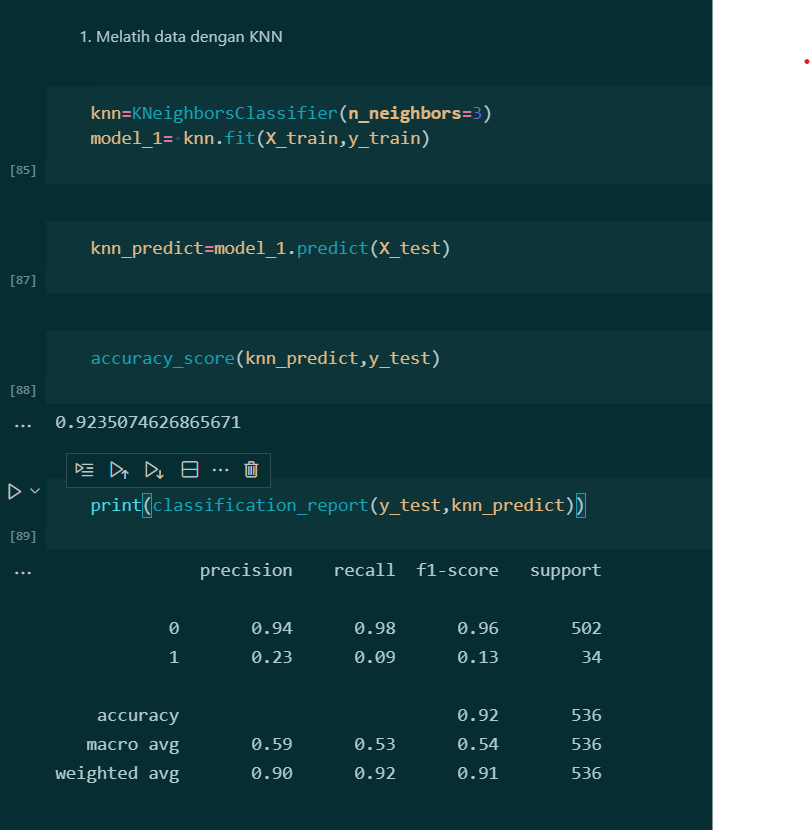 1. Melatih data dengan KNN
knn=KNeighborsClassifier(n_neighbors=3)
model_1= knn.fit(X_train,y_train)
[85]
knn_predict=model_1.predict(X_test)
[87]
accuracy_score(knn_predict,y_test)
[88]
... 0.9235074626865671
print(classification_report(y_test,knn_predict))
[89]
... precision recall f1-score support
0 0.94 0.98 0.96 502
1 0.23 0.09 0.13 34
accuracy 0.92 536
macro avg 0.59 0.53 0.54 536
weighted avg 0.90 0.92 0.91 536